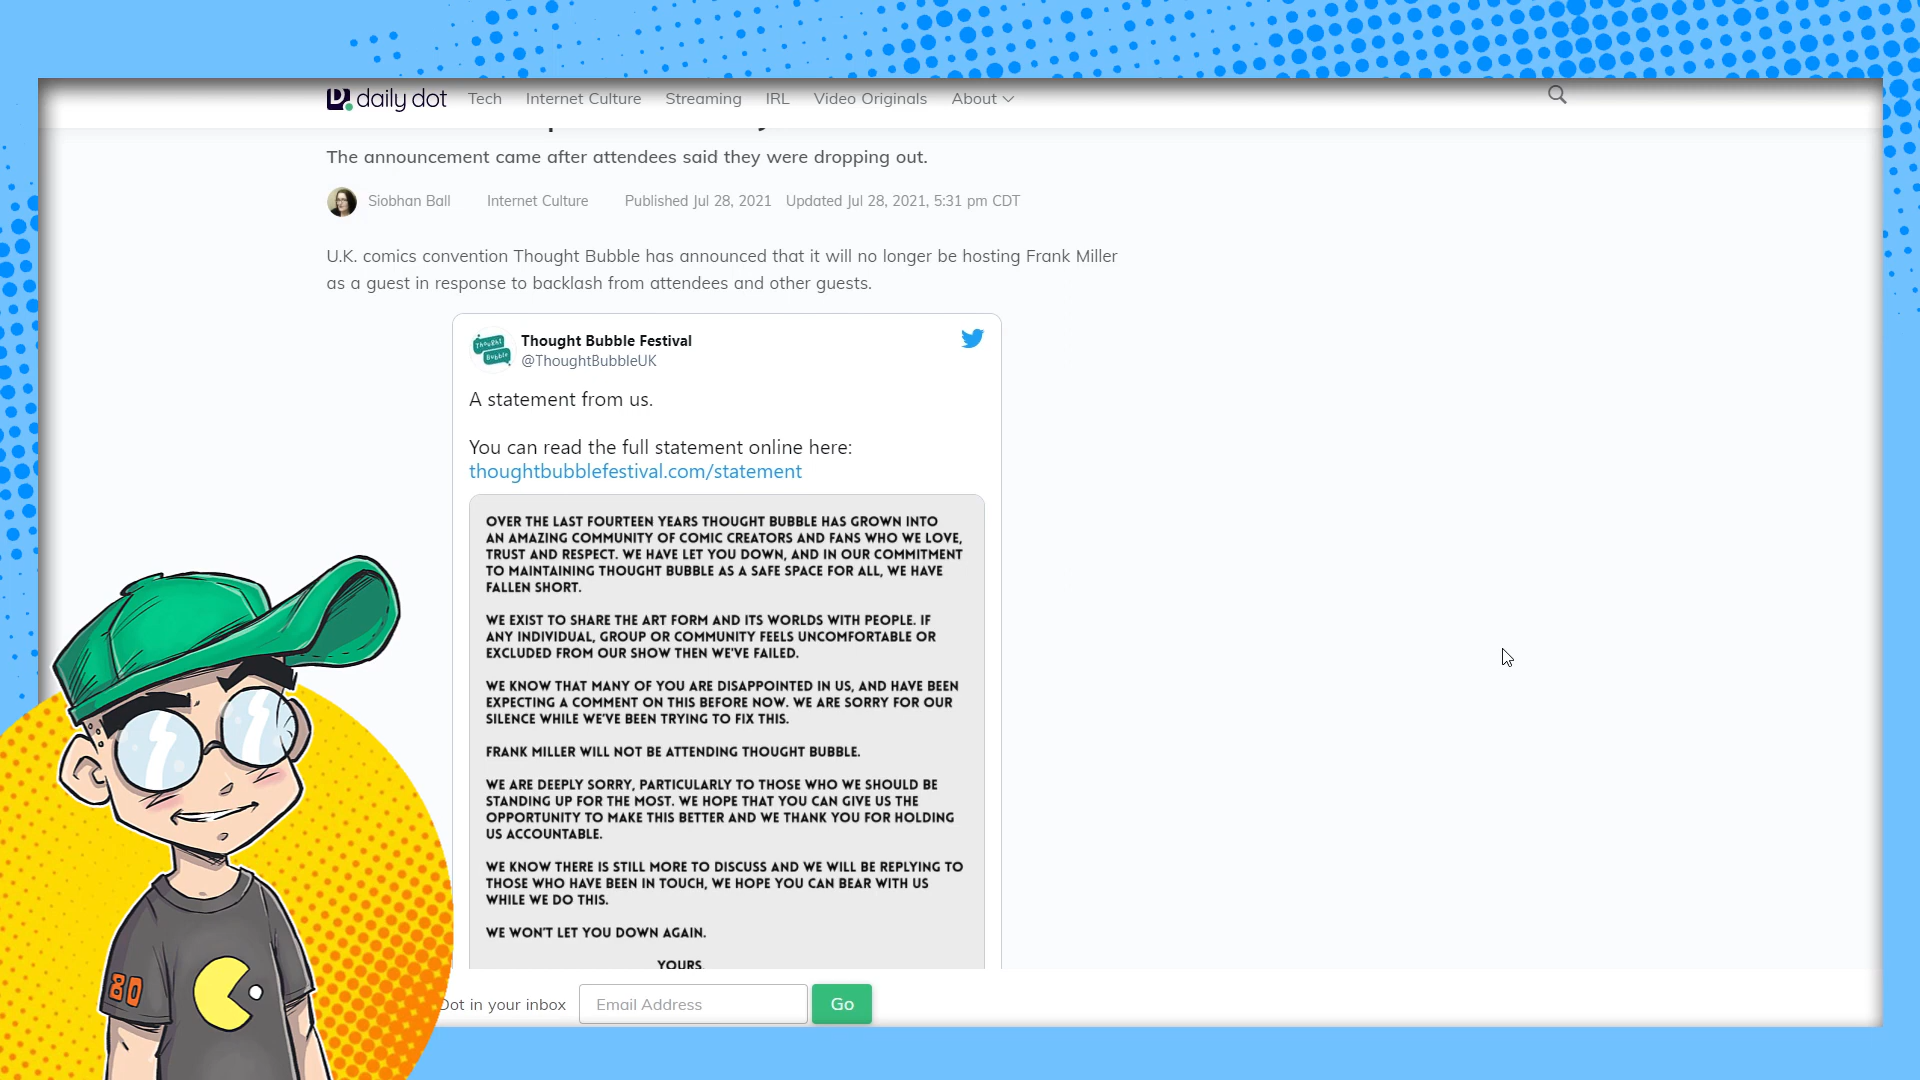 daily dot Tech Internet Culture Streaming IRL Video Originals About
The announcement came after attendees said they were dropping out.
Siobhan Ball Internet Culture Published Jul 28, 2021 Updated Jul 28, 2021, 5:31 pm CDT
U.K. comics convention Thought Bubble has announced that it will no longer be hosting Frank Miller
as a guest in response to backlash from attendees and other guests.
Thought Bubble
Thought Bubble Festival
@ThoughtBubbleUK
A statement from us.
You can read the full statement online here:
thoughtbubblefestival.com/statement
OVER THE LAST FOURTEEN YEARS THOUGHT BUBBLE HAS GROWN INTO
AN AMAZING COMMUNITY OF COMIC CREATORS AND FANS WHO WE LOVE,
TRUST AND RESPECT. WE HAVE LET YOU DOWN, AND IN OUR COMMITMENT
TO MAINTAINING THOUGHT BUBBLE AS A SAFE SPACE FOR ALL, WE HAVE
FALLEN SHORT.
WE EXIST TO SHARE THE ART FORM AND ITS WORLDS WITH PEOPLE. IF
ANY INDIVIDUAL, GROUP OR COMMUNITY FEELS UNCOMFORTABLE OR
EXCLUDED FROM OUR SHOW THEN WE'VE FAILED.
WE KNOW THAT MANY OF YOU ARE DISAPPOINTED IN US, AND HAVE BEEN
EXPECTING A COMMENT ON THIS BEFORE NOW. WE ARE SORRY FOR OUR
SILENCE WHILE WE'VE BEEN TRYING TO FIX THIS.
FRANK MILLER WILL NOT BE ATTENDING THOUGHT BUBBLE.
WE ARE DEEPLY SORRY, PARTICULARLY TO THOSE WHO WE SHOULD BE
STANDING UP FOR THE MOST. WE HOPE THAT YOU CAN GIVE US THE
OPPORTUNITY TO MAKE THIS BETTER AND WE THANK YOU FOR HOLDING
US ACCOUNTABLE.
WE KNOW THERE IS STILL MORE TO DISCUSS AND WE WILL BE REPLYING TO
THOSE WHO HAVE BEEN IN TOUCH, WE HOPE YOU CAN BEAR WITH US
WHILE WE DO THIS.
WE WON'T LET YOU DOWN AGAIN.
YOURS,
80
Dot in your inbox Email Address Go